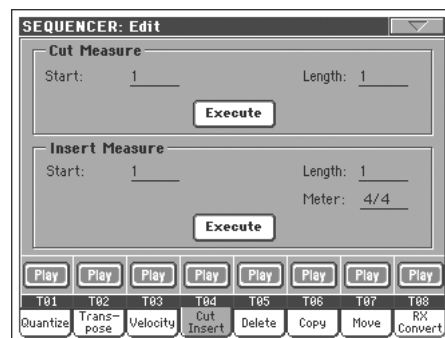 SEQUENCER: Edit
Cut Measure
Start: 1 Length: 1
Execute
Insert Measure
Start: 1 Length: 1
Meter: 4/4
Execute
Play Play Play Play Play Play Play Play
T01 T02 T03 T04 T05 T06 T07 T08
Quantize Trans-pose Velocity Cut Insert Delete Copy Move RX Convert